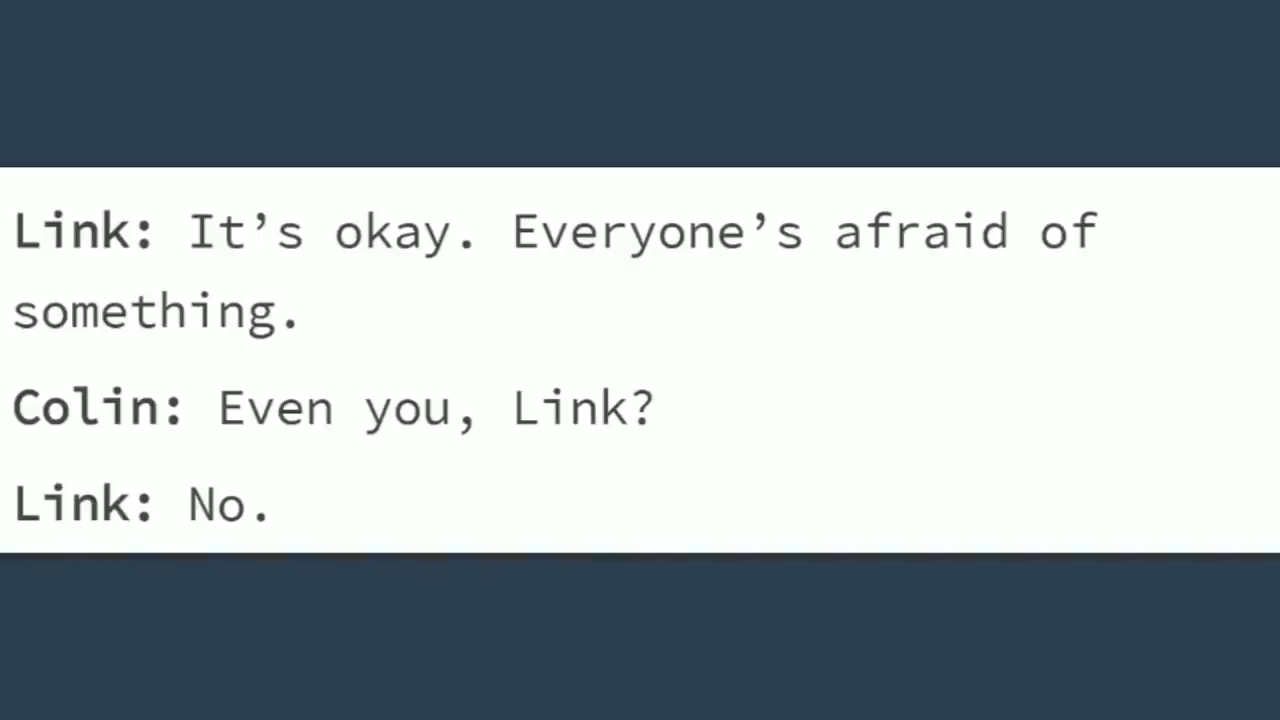 Link: It’s okay. Everyone’s afraid of
something.
Colin: Even you, Link?
Link: No.